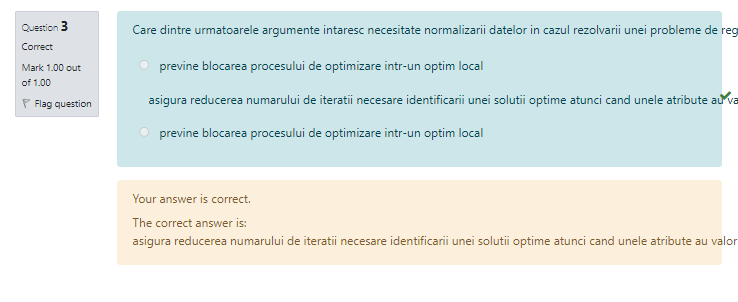 Question 3
Correct
Mark 1.00 out
of 1.00
Flag question
Care dintre urmatoarele argumente intaresc necesitate normalizarii datelor in cazul rezolvarii unei probleme de reg
previne blocarea procesului de optimizare intr-un optim local
asigura reducerea numarului de iteratii necesare identificarii unei solutii optime atunci cand unele atribute au va
previne blocarea procesului de optimizare intr-un optim local
Your answer is correct.
The correct answer is:
asigura reducerea numarului de iteratii necesare identificarii unei solutii optime atunci cand unele atribute au valor